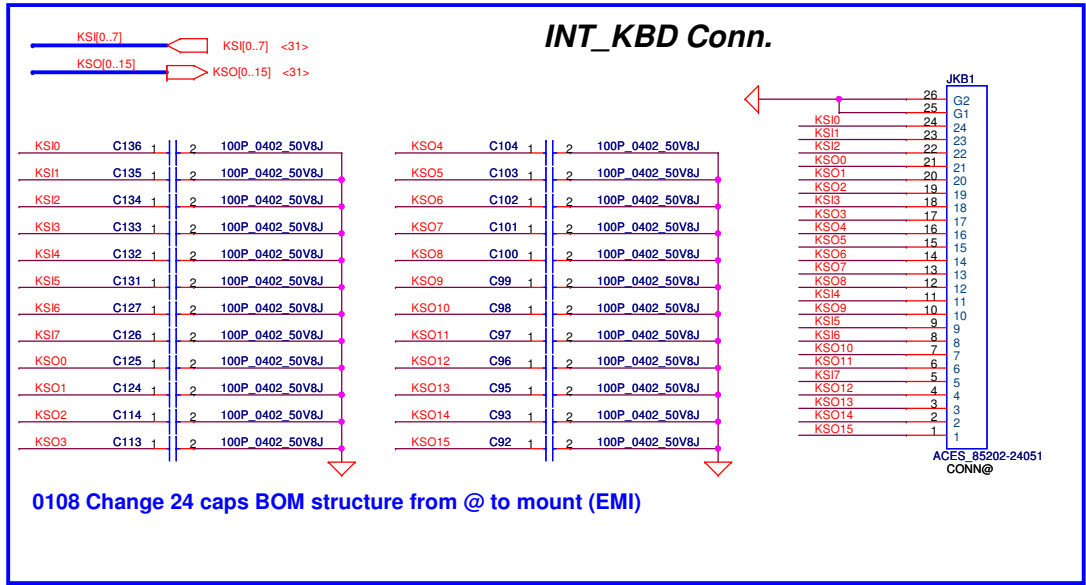 INT_KBD Conn.
KSI[0..7] KSI[0..7] <31>
KSO[0..15] KSO[0..15] <31>
KSI0 C136 1 2 100P_0402_50V8J
KSI1 C135 1 2 100P_0402_50V8J
KSI2 C134 1 2 100P_0402_50V8J
KSI3 C133 1 2 100P_0402_50V8J
KSI4 C132 1 2 100P_0402_50V8J
KSI5 C131 1 2 100P_0402_50V8J
KSI6 C127 1 2 100P_0402_50V8J
KSI7 C126 1 2 100P_0402_50V8J
KSO0 C125 1 2 100P_0402_50V8J
KSO1 C124 1 2 100P_0402_50V8J
KSO2 C114 1 2 100P_0402_50V8J
KSO3 C113 1 2 100P_0402_50V8J
KSO4 C104 1 2 100P_0402_50V8J
KSO5 C103 1 2 100P_0402_50V8J
KSO6 C102 1 2 100P_0402_50V8J
KSO7 C101 1 2 100P_0402_50V8J
KSO8 C100 1 2 100P_0402_50V8J
KSO9 C99 1 2 100P_0402_50V8J
KSO10 C98 1 2 100P_0402_50V8J
KSO11 C97 1 2 100P_0402_50V8J
KSO12 C96 1 2 100P_0402_50V8J
KSO13 C95 1 2 100P_0402_50V8J
KSO14 C93 1 2 100P_0402_50V8J
KSO15 C92 1 2 100P_0402_50V8J
JKB1
26 G2
25 G1
KSI0 24 24
KSI1 23 23
KSI2 22 22
KSO0 21 21
KSO1 20 20
KSO2 19 19
KSI3 18 18
KSO3 17 17
KSO4 16 16
KSO5 15 15
KSO6 14 14
KSO7 13 13
KSO8 12 12
KSI4 11 11
KSO9 10 10
KSI5 9 9
KSI6 8 8
KSO10 7 7
KSO11 6 6
KSI7 5 5
KSO12 4 4
KSO13 3 3
KSO14 2 2
KSO15 1 1
ACES_85202-24051
CONN@
0108 Change 24 caps BOM structure from @ to mount (EMI)